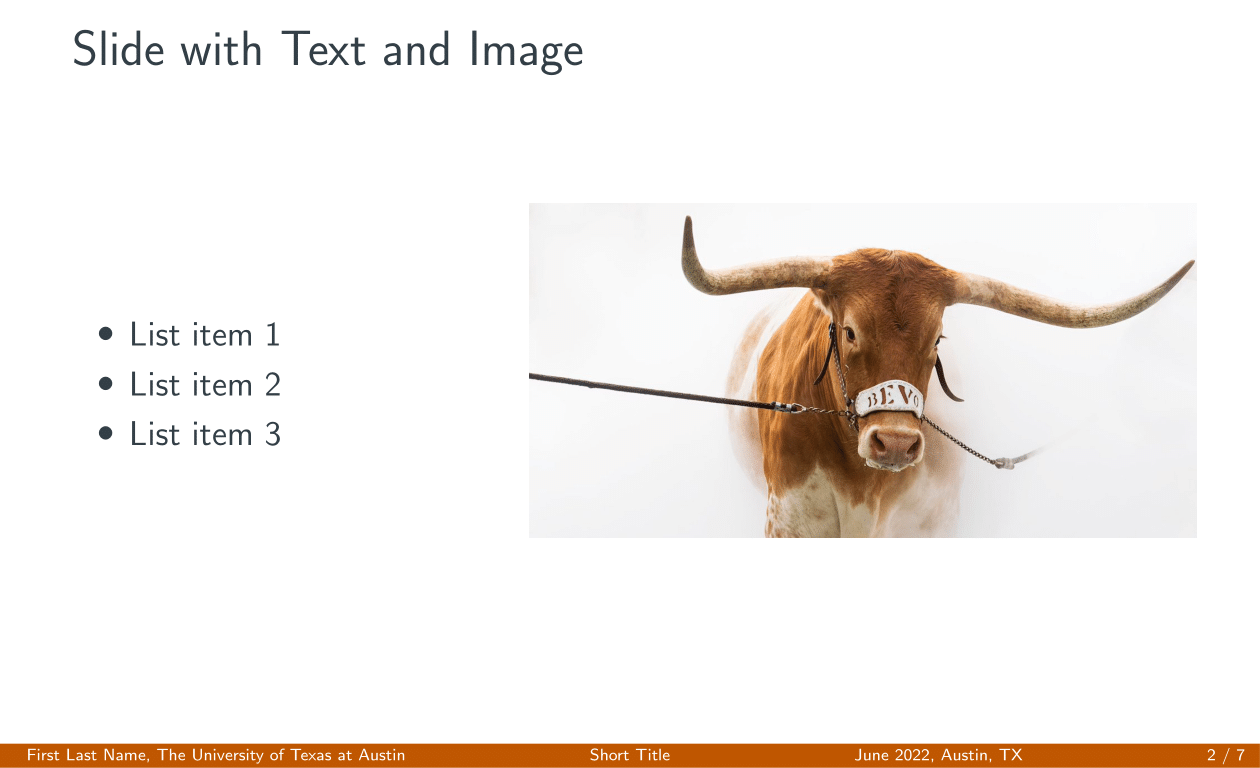 Slide with Text and Image
• List item 1
• List item 2
• List item 3
BEVO
First Last Name, The University of Texas at Austin
Short Title
June 2022, Austin, TX
2 / 7